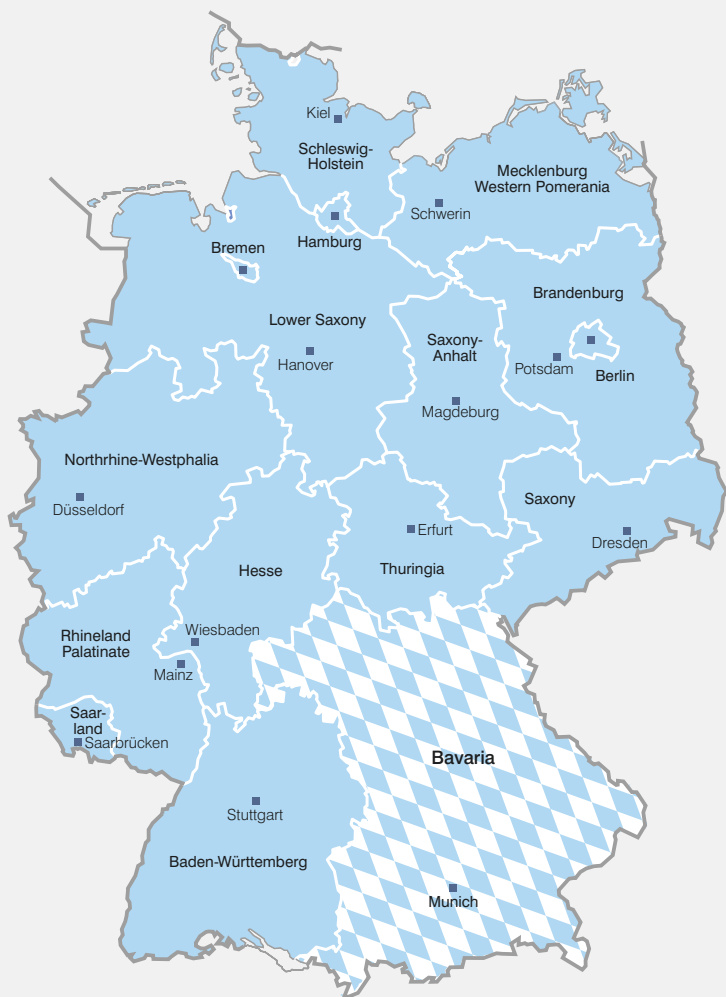 Kiel
Schleswig-
Holstein
Mecklenburg
Western Pomerania
Schwerin
Hamburg
Bremen
Brandenburg
Lower Saxony
Saxony-
Anhalt
Hanover
Potsdam
Berlin
Magdeburg
Northrhine-Westphalia
Saxony
Düsseldorf
Erfurt
Dresden
Hesse
Thuringia
Wiesbaden
Rhineland
Palatinate
Mainz
Saar-
land
Saarbrücken
Bavaria
Stuttgart
Baden-Württemberg
Munich